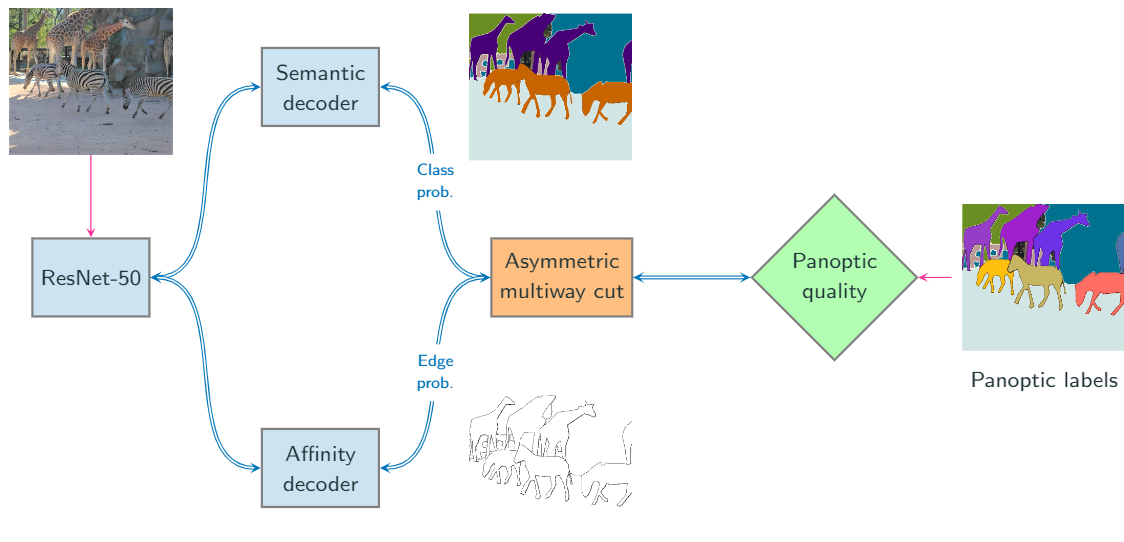 Semantic
decoder
Class
prob.
ResNet-50
Asymmetric
multiway cut
Panoptic
quality
Edge
prob.
Panoptic labels
Affinity
decoder